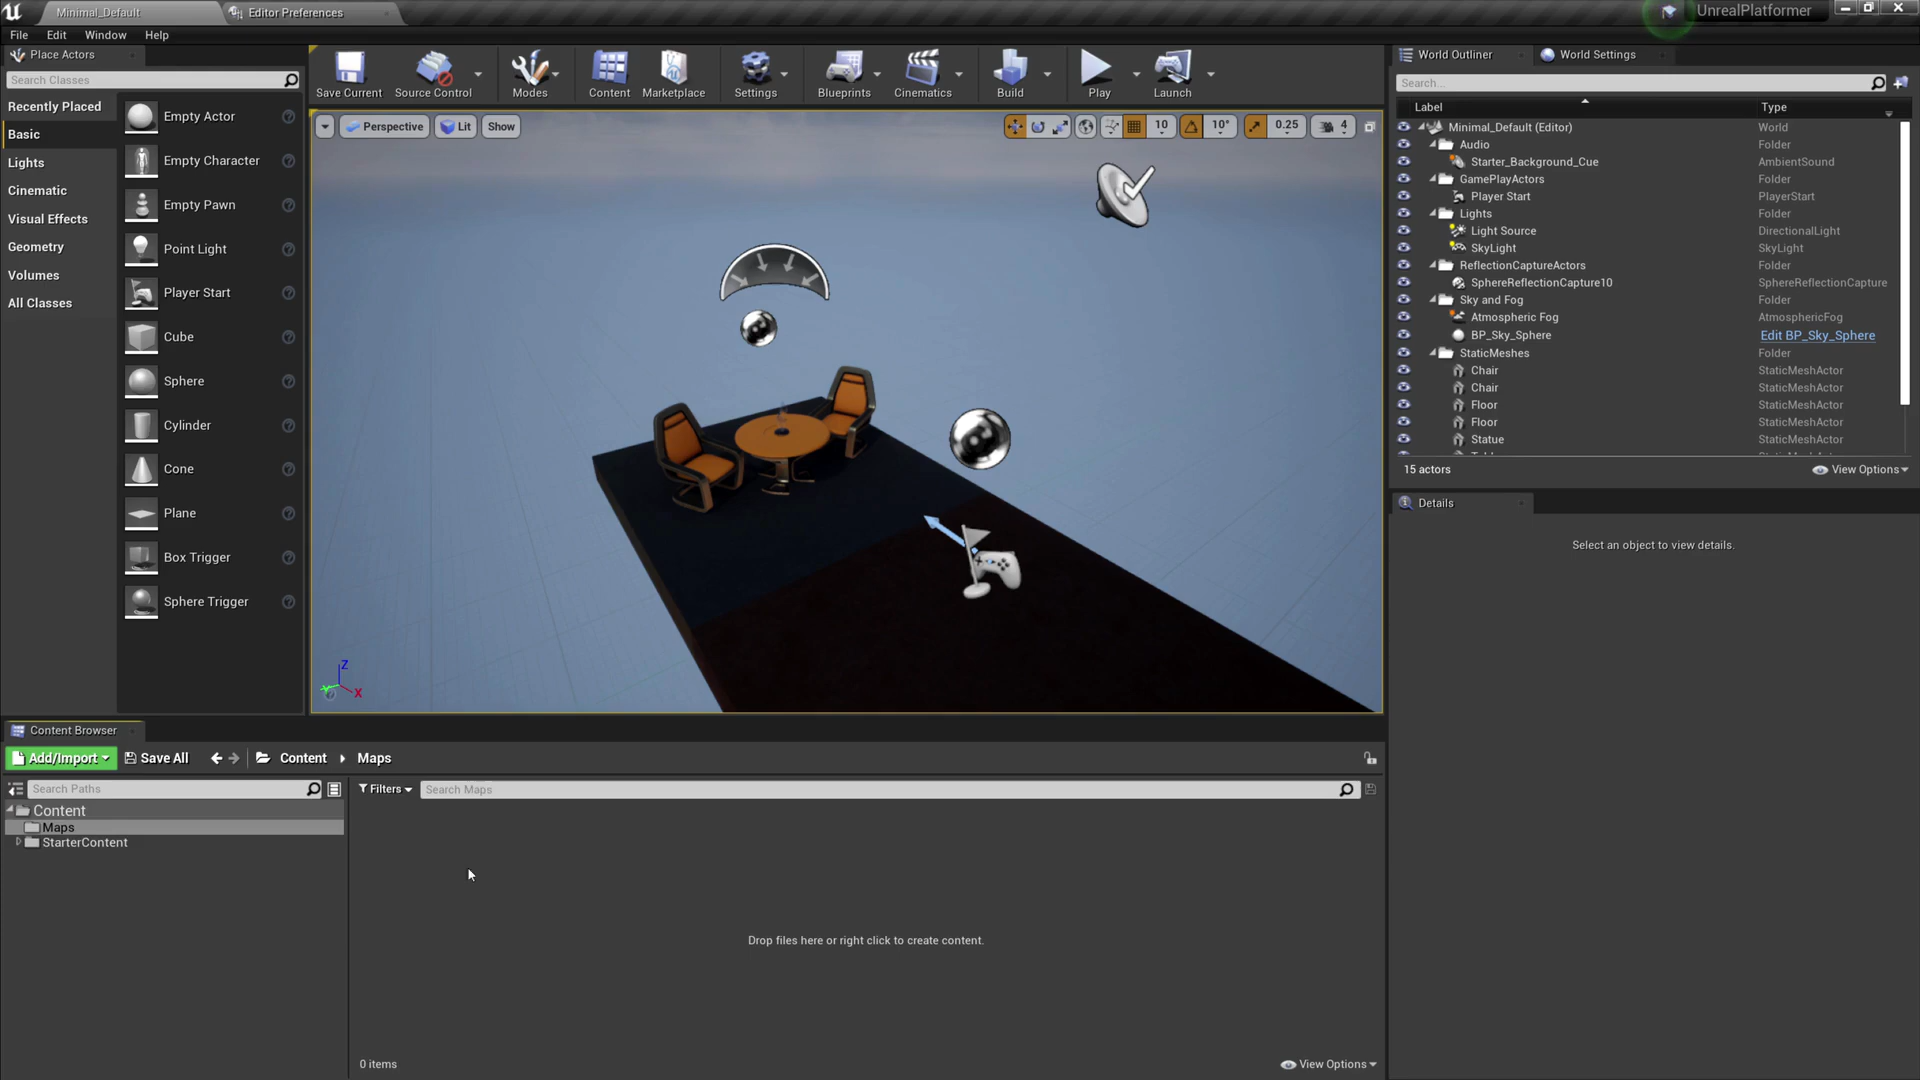 Minimal_Default
Editor Preferences
UnrealPlatformer
File Edit Window Help
Place Actors
Search Classes
Recently Placed
Basic
Lights
Cinematic
Visual Effects
Geometry
Volumes
All Classes
Empty Actor
Empty Character
Empty Pawn
Point Light
Player Start
Cube
Sphere
Cylinder
Cone
Plane
Box Trigger
Sphere Trigger
Save Current
Source Control
Modes
Content
Marketplace
Settings
Blueprints
Cinematics
Build
Play
Launch
Perspective
Lit
Show
10
10°
0.25
4
Z
X
World Outliner
World Settings
Search...
Label Type
Minimal_Default (Editor) World
Audio Folder
Starter_Background_Cue AmbientSound
GamePlayActors Folder
Player Start PlayerStart
Lights Folder
Light Source DirectionalLight
SkyLight SkyLight
ReflectionCaptureActors Folder
SphereReflectionCapture10 SphereReflectionCapture
Sky and Fog Folder
Atmospheric Fog AtmosphericFog
BP_Sky_Sphere Edit BP_Sky_Sphere
StaticMeshes Folder
Chair StaticMeshActor
Chair StaticMeshActor
Floor StaticMeshActor
Floor StaticMeshActor
Statue StaticMeshActor
15 actors
View Options
Details
Select an object to view details.
Content Browser
Add/Import
Save All
Content
Maps
Search Paths
Content
Maps
StarterContent
Filters
Search Maps
Drop files here or right click to create content.
0 items
View Options